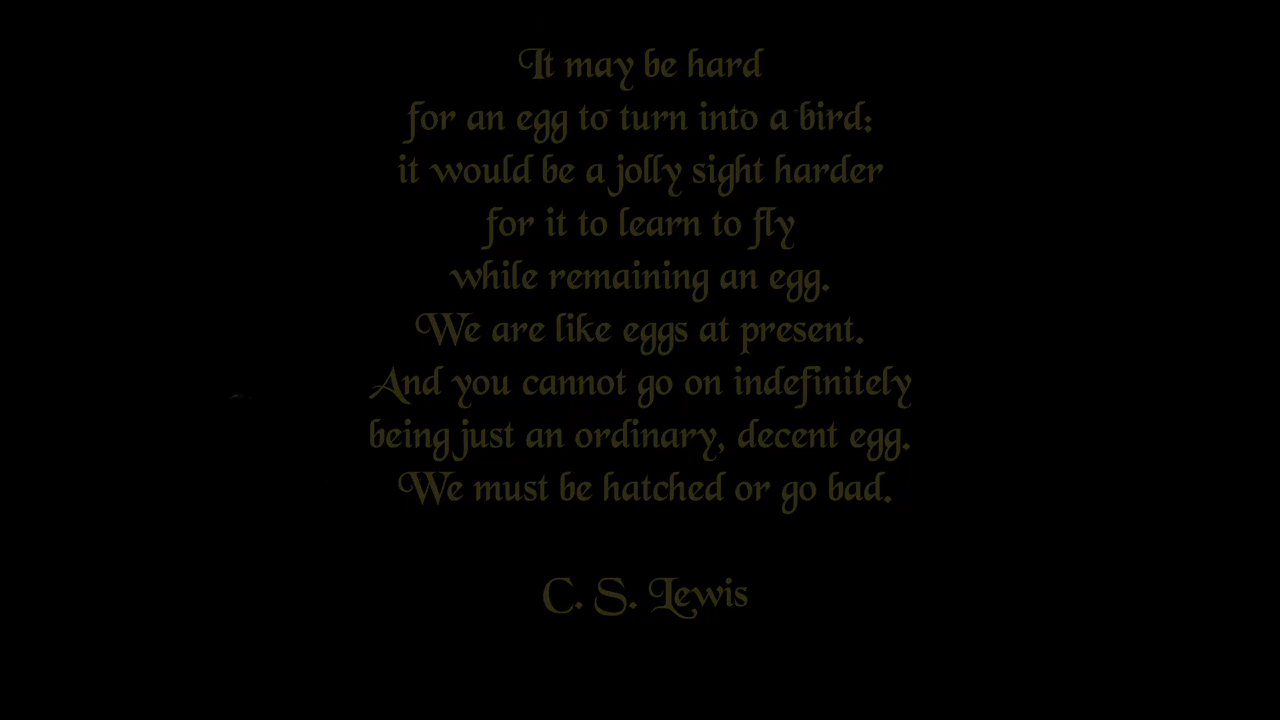 It may be hard
for an egg to turn into a bird:
it would be a jolly sight harder
for it to learn to fly
while remaining an egg.
We are like eggs at present.
And you cannot go on indefinitely
being just an ordinary, decent egg.
We must be hatched or go bad.
C. S. Lewis